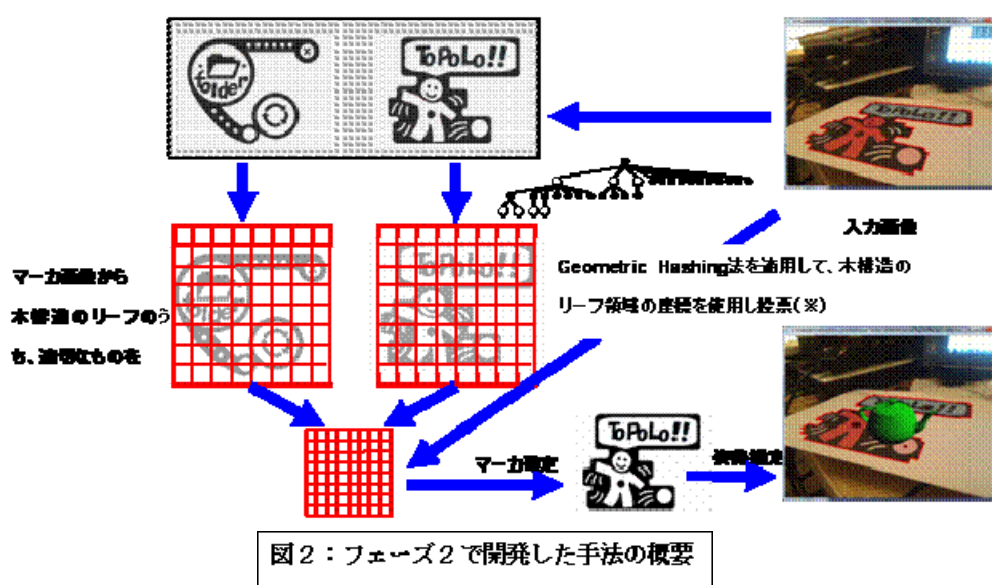 ToPoLo!!
folder
ToPoLo!!
入力画像
マーカ画像から
木構造のリーフのう
ち、適切なものを
folder
ToPoLo!!
Geometric Hashing法を適用して、木構造の
リーフ領域の座標を使用し投票(※)
マーカ確定
ToPoLo!!
図2：フェーズ2で開発した手法の概要